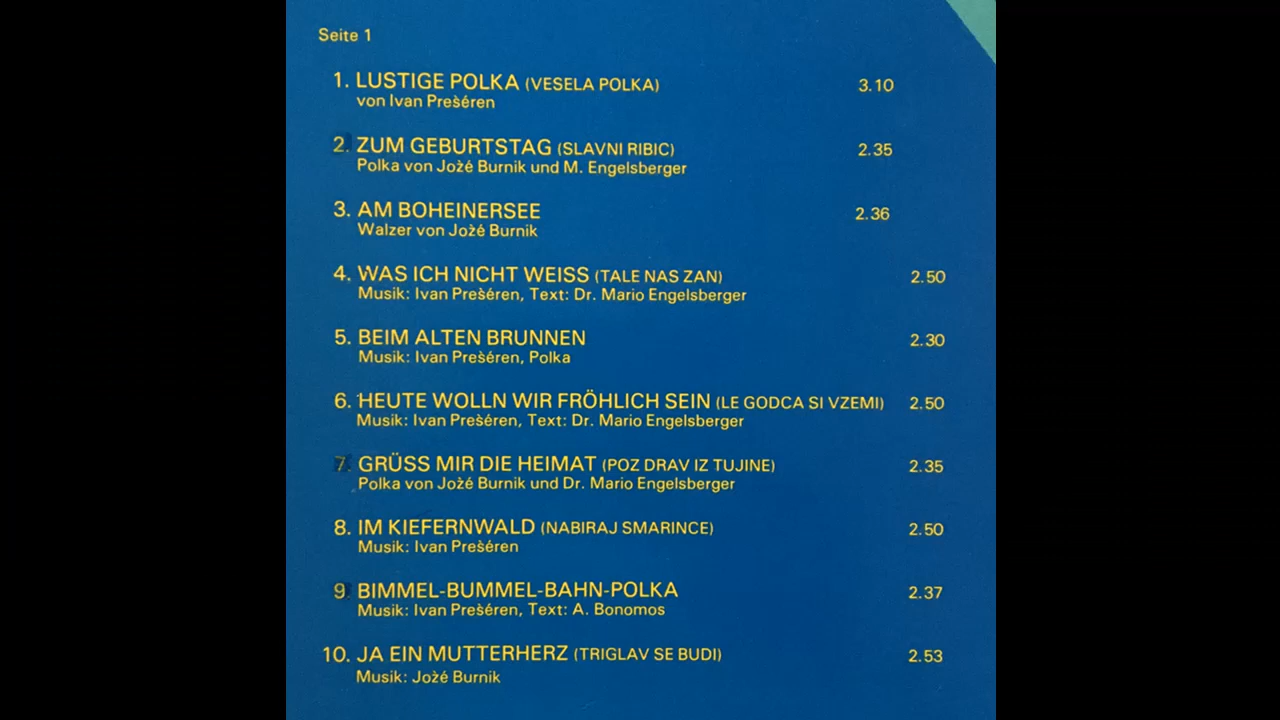 Seite 1
1. LUSTIGE POLKA (VESELA POLKA) 3.10
von Ivan Prešéren
2. ZUM GEBURTSTAG (SLAVNI RIBIC) 2.35
Polka von Jožé Burnik und M. Engelsberger
3. AM BOHEINERSEE 2.36
Walzer von Jožé Burnik
4. WAS ICH NICHT WEISS (TALE NAS ZAN) 2.50
Musik: Ivan Prešéren, Text: Dr. Mario Engelsberger
5. BEIM ALTEN BRUNNEN 2.30
Musik: Ivan Prešéren, Polka
6. HEUTE WOLLN WIR FRÖHLICH SEIN (LE GODCA SI VZEMI) 2.50
Musik: Ivan Prešéren, Text: Dr. Mario Engelsberger
7. GRÜSS MIR DIE HEIMAT (POZ DRAV IZ TUJINE) 2.35
Polka von Jožé Burnik und Dr. Mario Engelsberger
8. IM KIEFERNWALD (NABIRAJ SMARINCE) 2.50
Musik: Ivan Prešéren
9. BIMMEL-BUMMEL-BAHN-POLKA 2.37
Musik: Ivan Prešéren, Text: A. Bonomos
10. JA EIN MUTTERHERZ (TRIGLAV SE BUDI) 2.53
Musik: Jožé Burnik